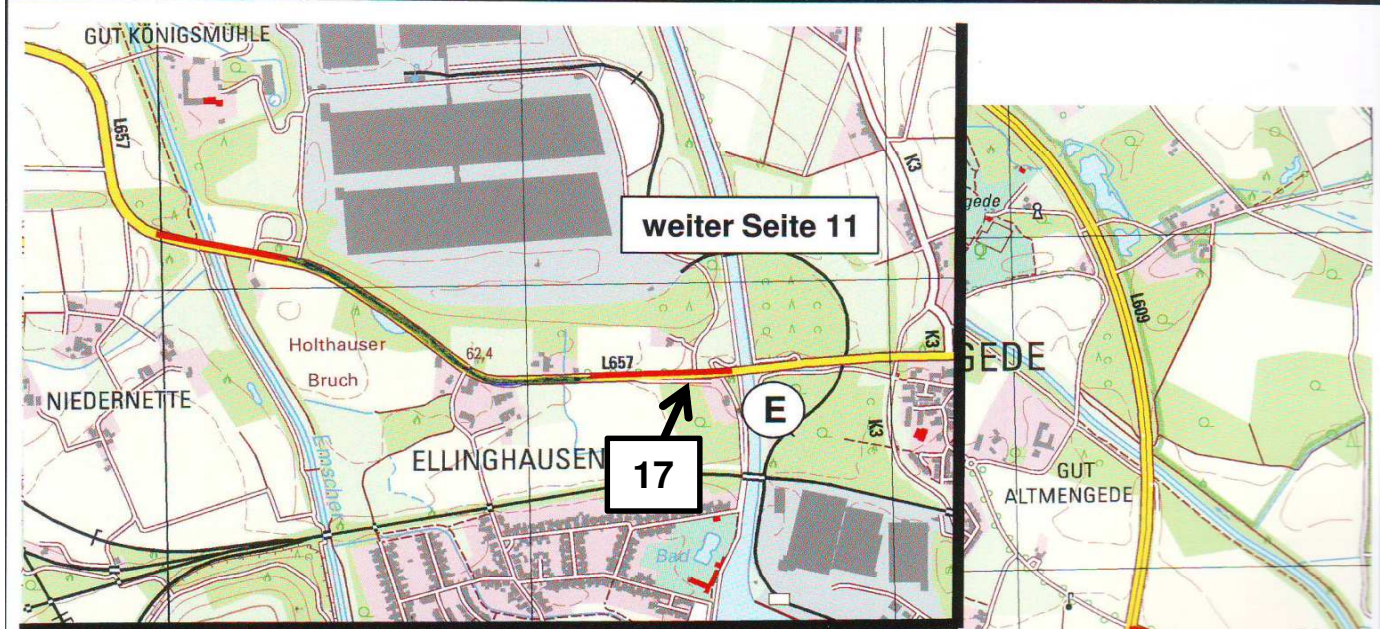 GUT KÖNIGSMÜHLE
L657
K3
weiter Seite 11
gede
L609
Holthauser
Bruch
62,4
L657
K3
GEDE
NIEDERNETTE
E
K3
Emscher
ELLINGHAUSEN
17
GUT
ALTMENGEDE
Bad